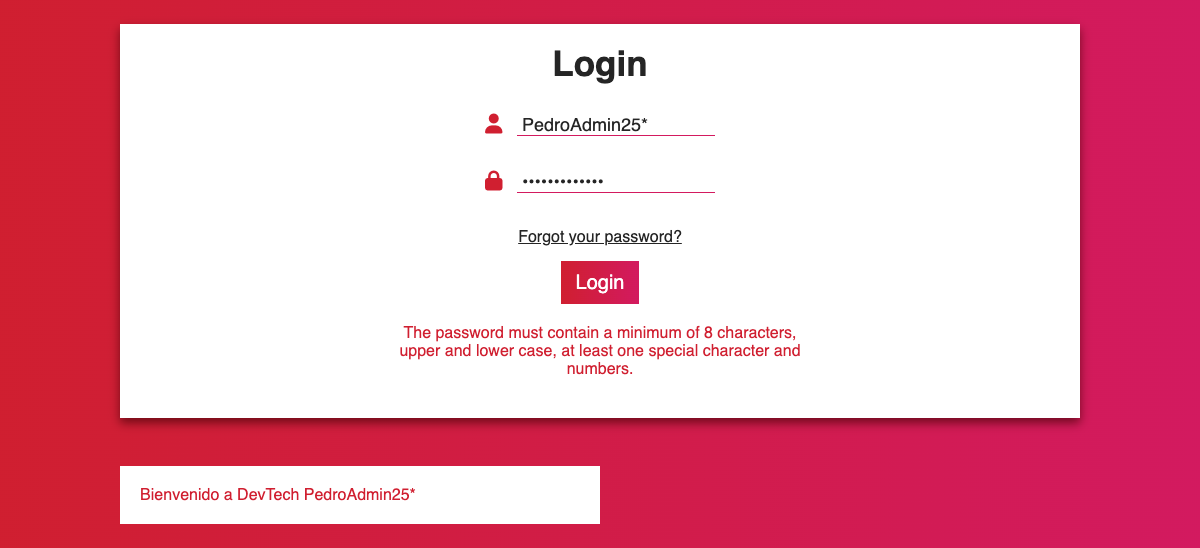 Login
PedroAdmin25*
•••••••••••••
Forgot your password?
Login
The password must contain a minimum of 8 characters,
upper and lower case, at least one special character and
numbers.
Bienvenido a DevTech PedroAdmin25*